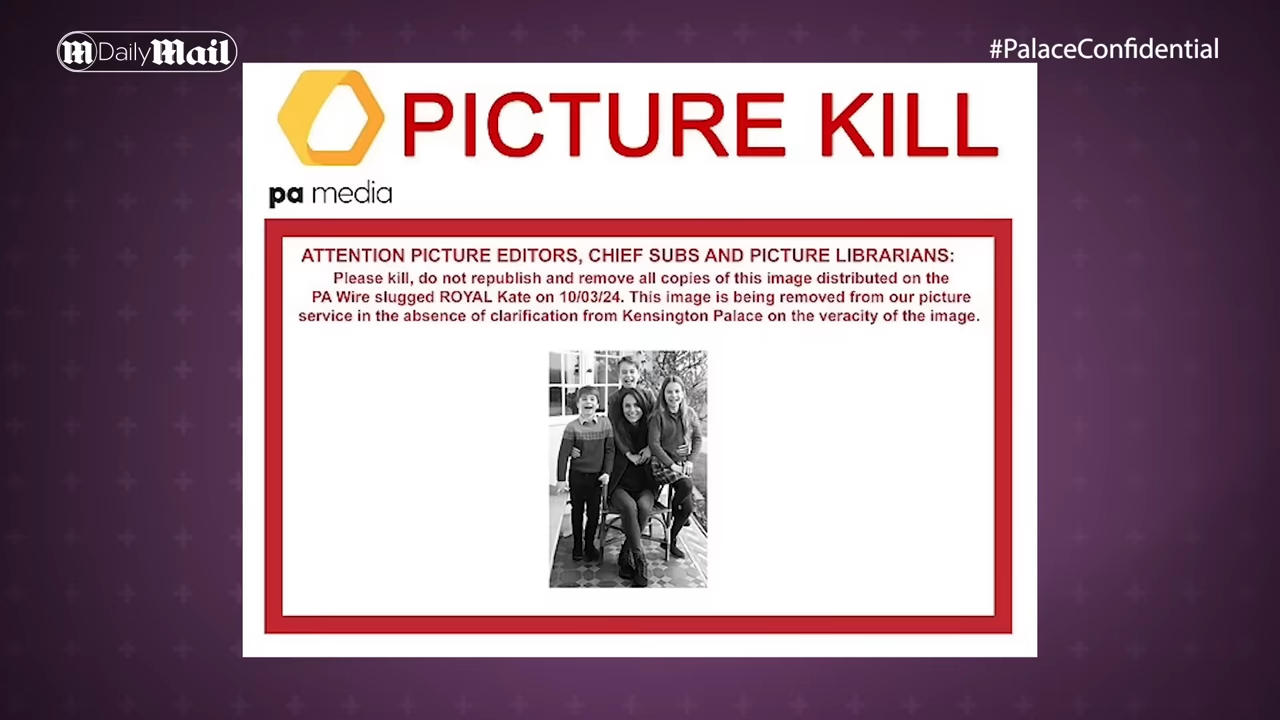 M Daily Mail
#PalaceConfidential
PICTURE KILL
pa media
ATTENTION PICTURE EDITORS, CHIEF SUBS AND PICTURE LIBRARIANS:
Please kill, do not republish and remove all copies of this image distributed on the
PA Wire slugged ROYAL Kate on 10/03/24. This image is being removed from our picture
service in the absence of clarification from Kensington Palace on the veracity of the image.